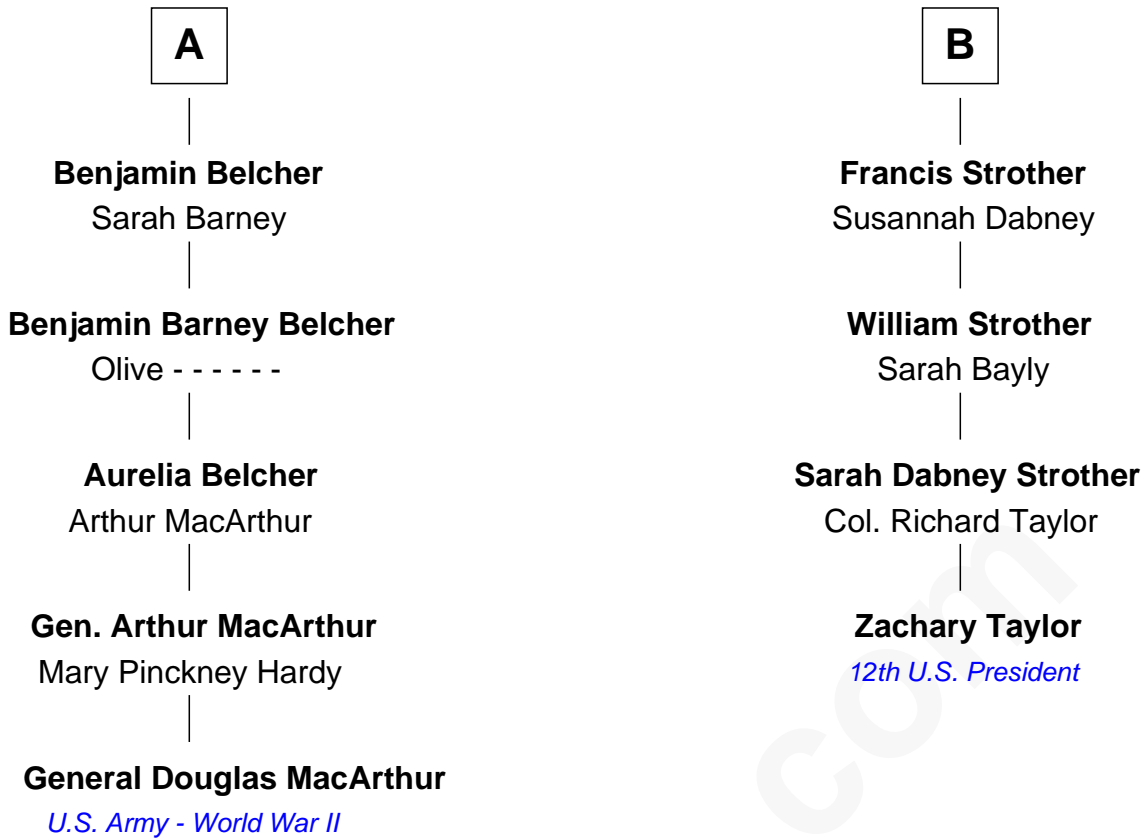 A
Benjamin Belcher
Sarah Barney
Benjamin Barney Belcher
Olive - - - - - -
Aurelia Belcher
Arthur MacArthur
Gen. Arthur MacArthur
Mary Pinckney Hardy
General Douglas MacArthur
U.S. Army - World War II
B
Francis Strother
Susannah Dabney
William Strother
Sarah Bayly
Sarah Dabney Strother
Col. Richard Taylor
Zachary Taylor
12th U.S. President
com